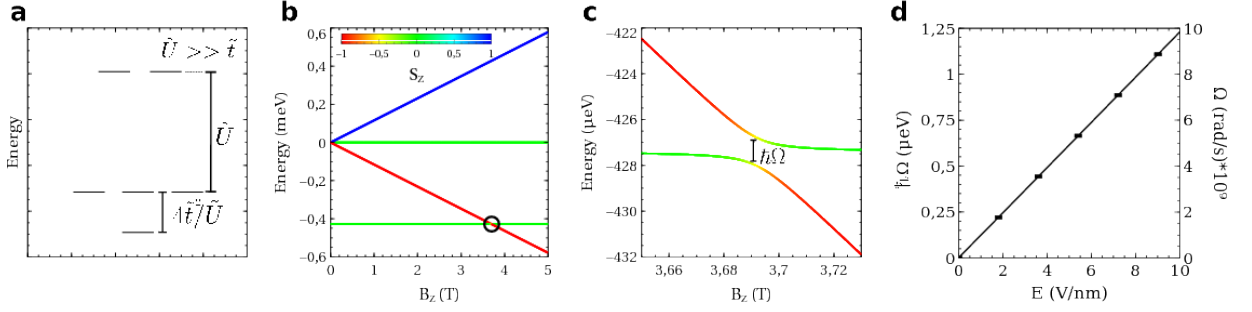 a
Ũ >> t̃
Energy
Ũ
4t̃²/Ũ
b
0,6
0,4
0,2
0
−0,2
−0,4
−0,6
Energy (meV)
−1 −0,5 0 0,5 1
S_z
0 1 2 3 4 5
B_z (T)
c
−422
−424
−426
−428
−430
−432
Energy (μeV)
ħΩ
3,66 3,68 3,7 3,72
B_z (T)
d
1,25
1
0,75
0,5
0,25
0
ħΩ (μeV)
10
8
6
4
2
0
Ω (rad/s)*10⁹
0 2 4 6 8 10
E (V/nm)